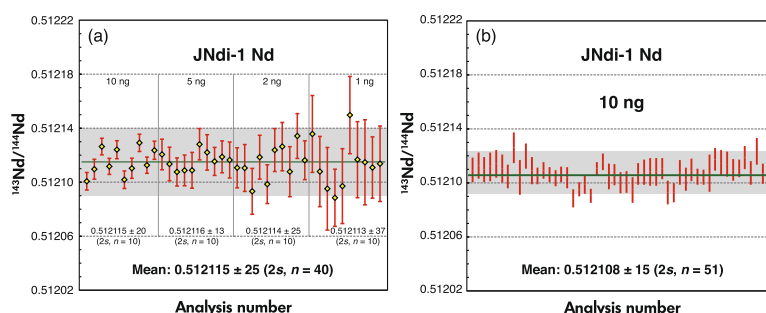 (a)
JNdi-1 Nd
10 ng 5 ng 2 ng 1 ng
¹⁴³Nd/¹⁴⁴Nd
0.51222
0.51218
0.51214
0.51210
0.51206
0.51202
0.512115 ± 20 0.512116 ± 13 0.512114 ± 25 0.512113 ± 37
(2s, n = 10) (2s, n = 10) (2s, n = 10) (2s, n = 10)
Mean: 0.512115 ± 25 (2s, n = 40)
Analysis number
(b)
JNdi-1 Nd
10 ng
¹⁴³Nd/¹⁴⁴Nd
0.51222
0.51218
0.51214
0.51210
0.51206
0.51202
Mean: 0.512108 ± 15 (2s, n = 51)
Analysis number